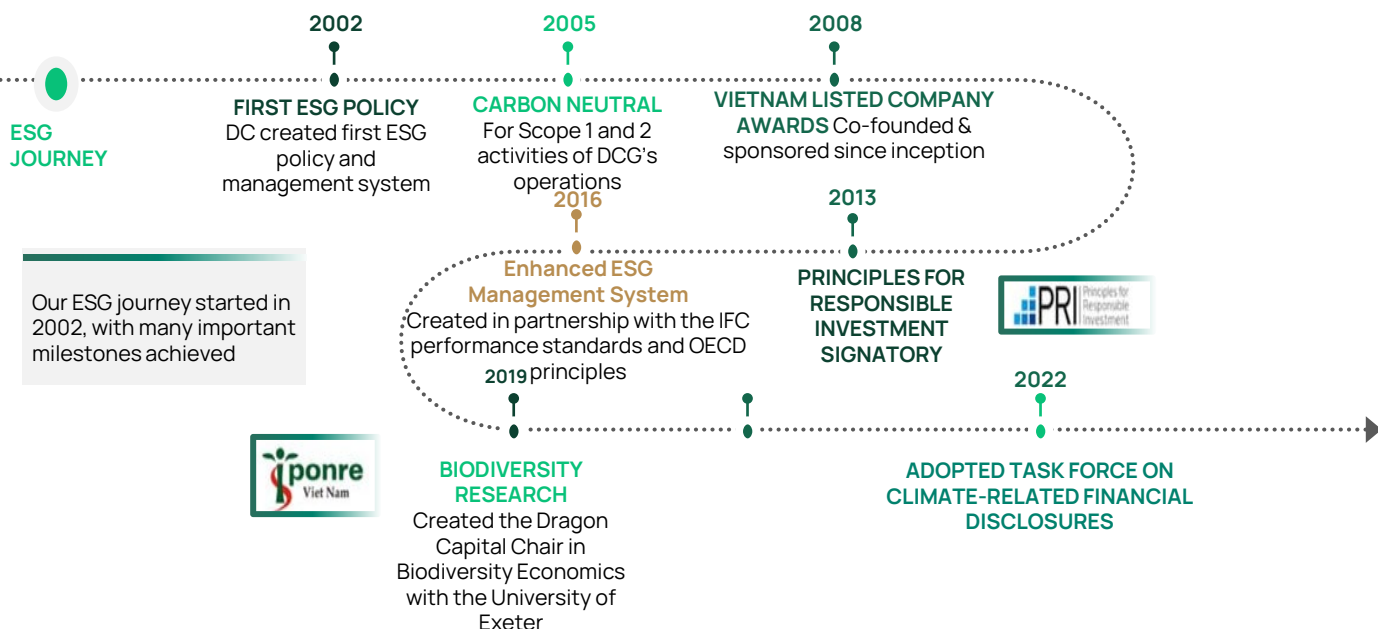 2002
2005
2008
ESG
JOURNEY
FIRST ESG POLICY
DC created first ESG
policy and
management system
CARBON NEUTRAL
For Scope 1 and 2
activities of DCG's
operations
VIETNAM LISTED COMPANY
AWARDS Co-founded &
sponsored since inception
2016
2013
Our ESG journey started in
2002, with many important
milestones achieved
Enhanced ESG
Management System
Created in partnership with the IFC
performance standards and OECD
principles
PRINCIPLES FOR
RESPONSIBLE
INVESTMENT
SIGNATORY
PRI
Principles for
Responsible
Investment
2019
2022
iponre
Viet Nam
BIODIVERSITY
RESEARCH
Created the Dragon
Capital Chair in
Biodiversity Economics
with the University of
Exeter
ADOPTED TASK FORCE ON
CLIMATE-RELATED FINANCIAL
DISCLOSURES